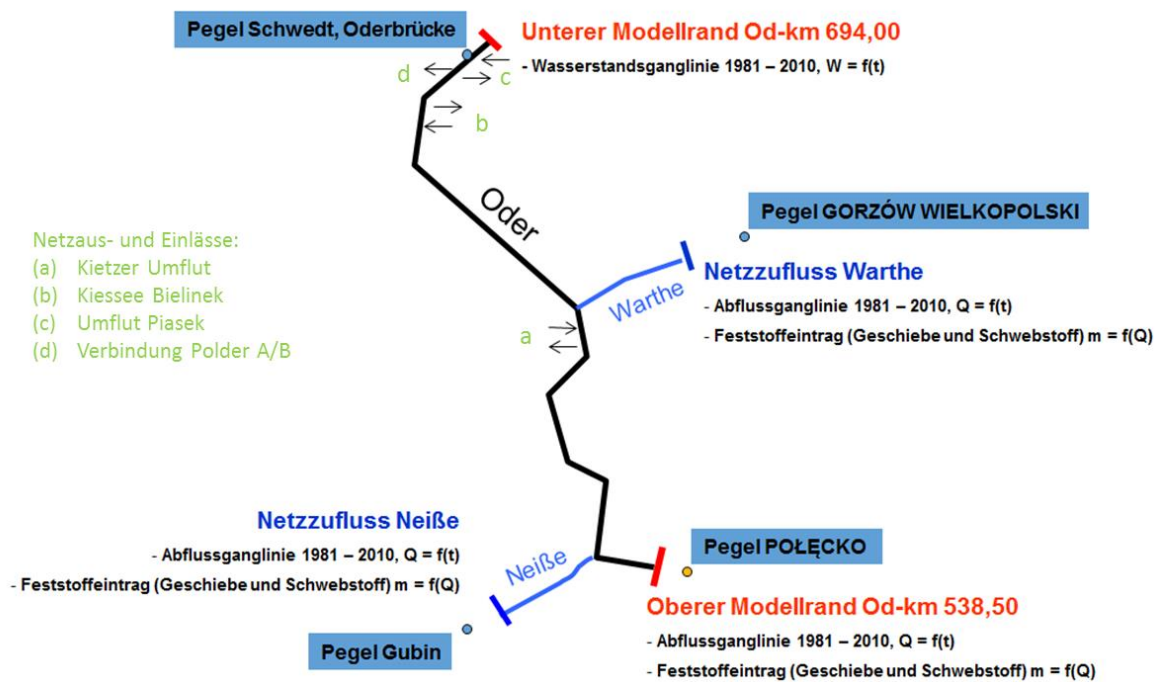 Pegel Schwedt, Oderbrücke
Unterer Modellrand Od-km 694,00
- Wasserstandsganglinie 1981 – 2010, W = f(t)
d
c
b
Oder
Pegel GORZÓW WIELKOPOLSKI
Netzaus- und Einlässe:
(a) Kietzer Umflut
(b) Kiessee Bielinek
(c) Umflut Piasek
(d) Verbindung Polder A/B
Netzzufluss Warthe
- Abflussganglinie 1981 – 2010, Q = f(t)
- Feststoffeintrag (Geschiebe und Schwebstoff) m = f(Q)
Warthe
a
Netzzufluss Neiße
- Abflussganglinie 1981 – 2010, Q = f(t)
- Feststoffeintrag (Geschiebe und Schwebstoff) m = f(Q)
Neiße
Pegel Gubin
Pegel POŁĘCKO
Oberer Modellrand Od-km 538,50
- Abflussganglinie 1981 – 2010, Q = f(t)
- Feststoffeintrag (Geschiebe und Schwebstoff) m = f(Q)